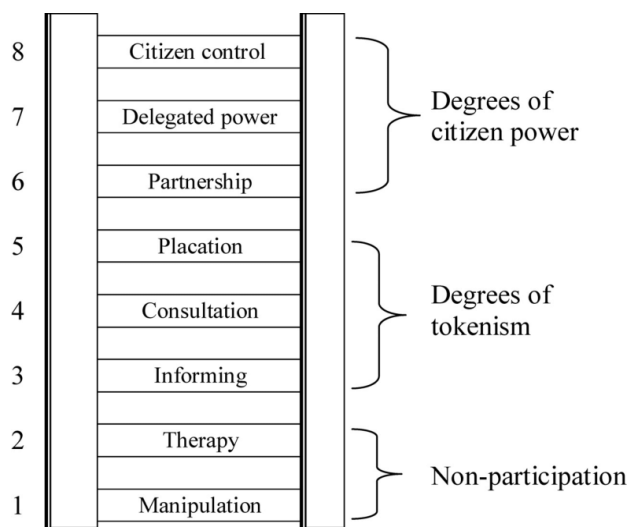 8 Citizen control
7 Delegated power
6 Partnership
Degrees of
citizen power
5 Placation
4 Consultation
3 Informing
Degrees of
tokenism
2 Therapy
1 Manipulation
Non-participation